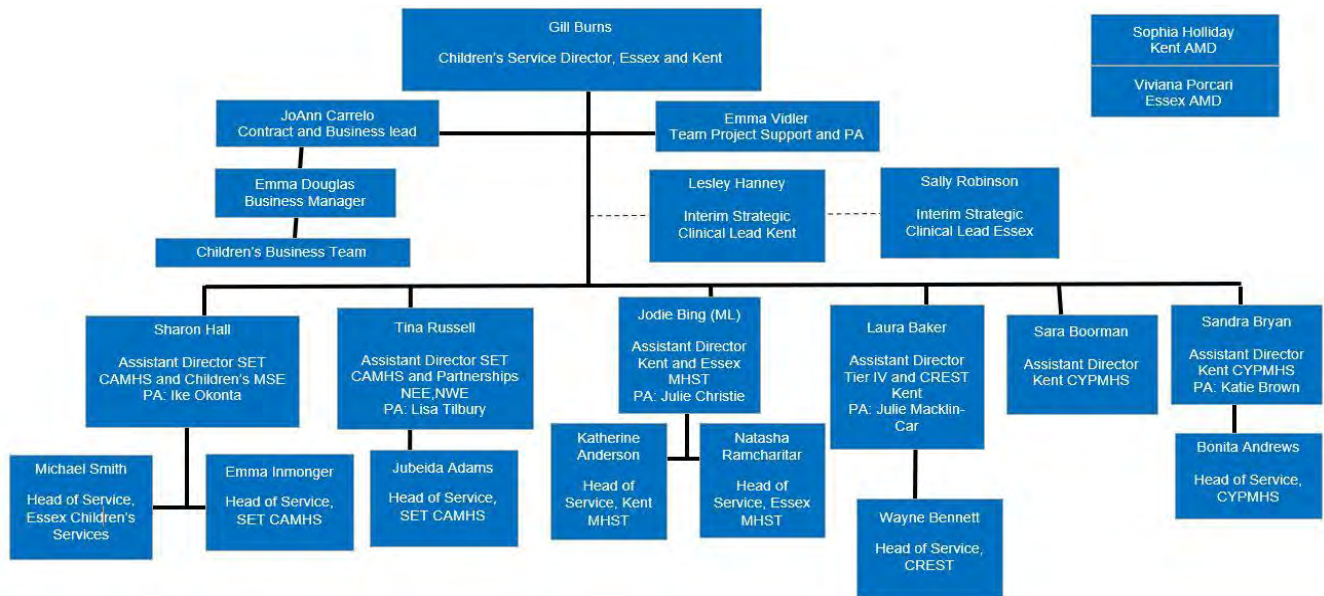 Gill Burns
Children's Service Director, Essex and Kent
Sophia Holliday
Kent AMD
Viviana Porcari
Essex AMD
JoAnn Carrelo
Contract and Business lead
Emma Vidler
Team Project Support and PA
Emma Douglas
Business Manager
Children's Business Team
Lesley Hanney
Interim Strategic
Clinical Lead Kent
Sally Robinson
Interim Strategic
Clinical Lead Essex
Sharon Hall
Assistant Director SET
CAMHS and Children's MSE
PA: Ike Okonta
Tina Russell
Assistant Director SET
CAMHS and Partnerships
NEE,NWE
PA: Lisa Tilbury
Jodie Bing (ML)
Assistant Director
Kent and Essex
MHST
PA: Julie Christie
Laura Baker
Assistant Director
Tier IV and CREST
Kent
PA: Julie Macklin-
Car
Sara Boorman
Assistant Director
Kent CYPMHS
Sandra Bryan
Assistant Director
Kent CYPMHS
PA: Katie Brown
Michael Smith
Head of Service,
Essex Children's
Services
Emma Inmonger
Head of Service,
SET CAMHS
Jubeida Adams
Head of Service,
SET CAMHS
Katherine
Anderson
Head of
Service, Kent
MHST
Natasha
Ramcharitar
Head of
Service, Essex
MHST
Wayne Bennett
Head of Service,
CREST
Bonita Andrews
Head of Service,
CYPMHS